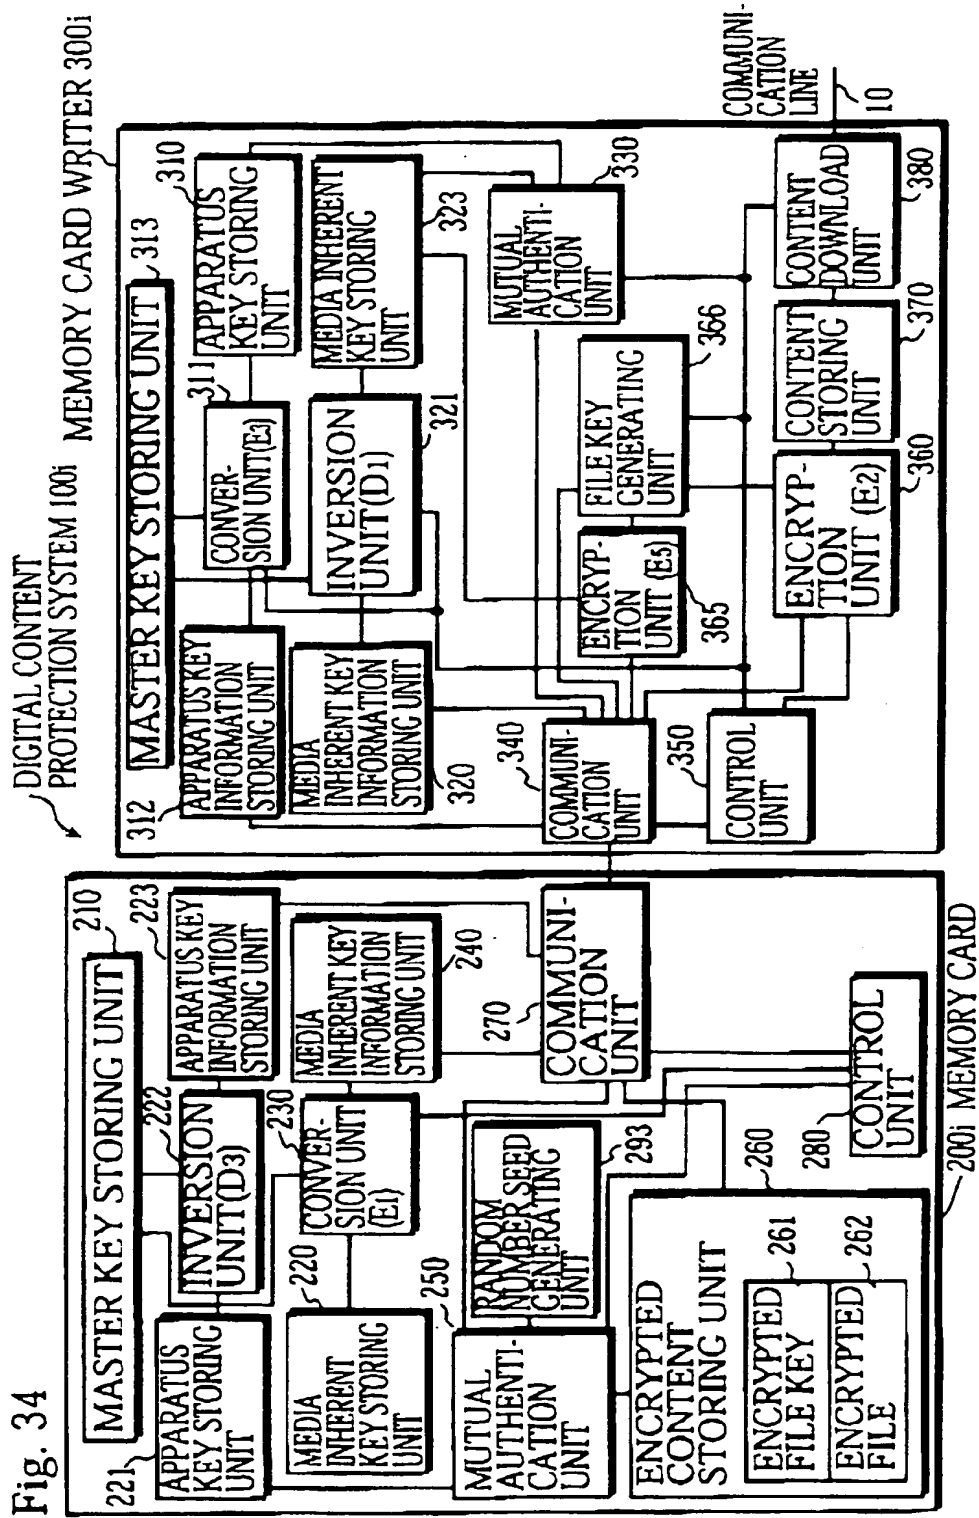 Fig. 34
DIGITAL CONTENT
PROTECTION SYSTEM 100i
MEMORY CARD WRITER 300i
MASTER KEY STORING UNIT
210
APPARATUS
KEY STORING
UNIT
221
INVERSION
UNIT(D3)
222
APPARATUS KEY
INFORMATION
STORING UNIT
223
MEDIA
INHERENT
KEY STORING
UNIT
220
CONVER-
SION UNIT
(E1)
230
MEDIA
INHERENT KEY
INFORMATION
STORING UNIT
240
MUTUAL
AUTHENTI-
CATION
UNIT
250
RANDOM
NUMBER SEED
GENERATING
UNIT
293
COMMUNI-
CATION
UNIT
270
ENCRYPTED
CONTENT
STORING UNIT
260
ENCRYPTED
FILE KEY
261
ENCRYPTED
FILE
262
CONTROL
UNIT
280
200i MEMORY CARD
MASTER KEY STORING UNIT
313
APPARATUS KEY
INFORMATION
STORING UNIT
312
CONVER-
SION UNIT(E3)
311
APPARATUS
KEY STORING
UNIT
310
MEDIA
INHERENT KEY
INFORMATION
STORING UNIT
320
INVERSION
UNIT(D1)
321
MEDIA INHERENT
KEY STORING
UNIT
323
COMMUNI-
CATION
UNIT
340
MUTUAL
AUTHENTI-
CATION
UNIT
330
ENCRYP-
TION
UNIT (E5)
365
FILE KEY
GENERATING
UNIT
366
CONTROL
UNIT
350
ENCRYP-
TION
UNIT (E2)
360
CONTENT
STORING
UNIT
370
CONTENT
DOWNLOAD
UNIT
380
COMMUNI-
CATION
LINE
10